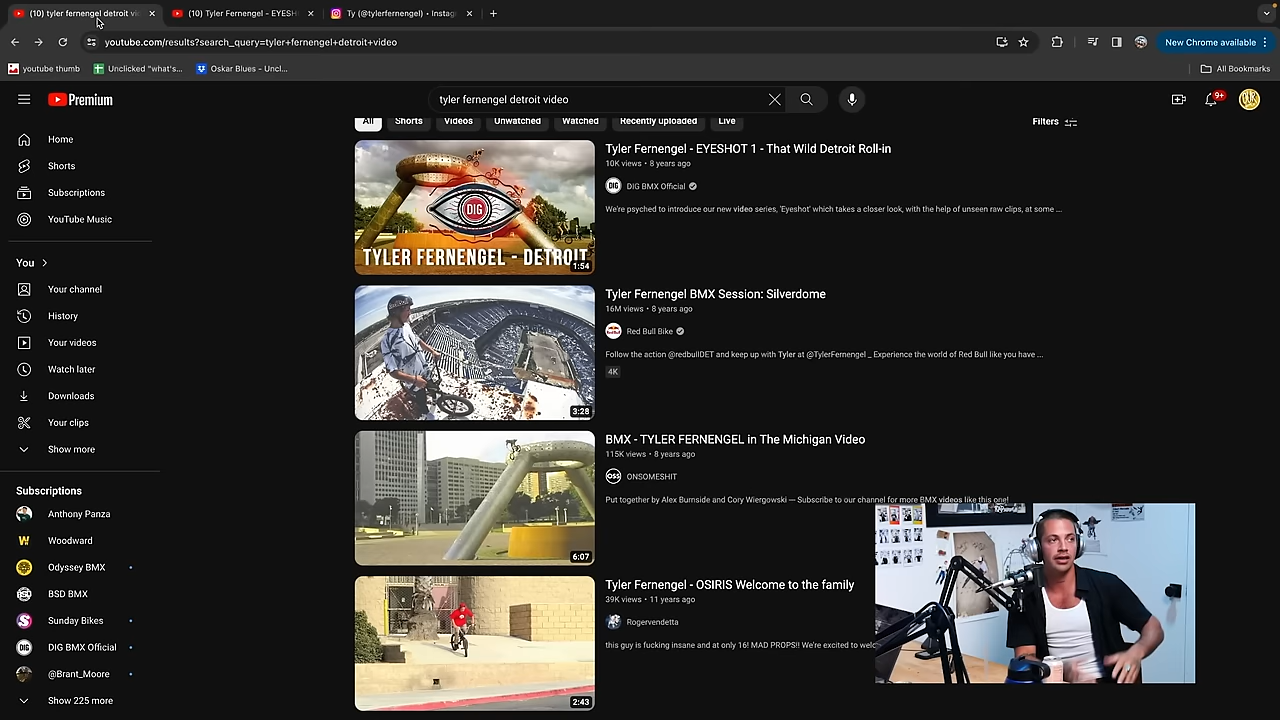 (10) tyler fernengel detroit vi
(10) Tyler Fernengel - EYESH
Ty (@tylerfernengel) • Instag
youtube.com/results?search_query=tyler+fernengel+detroit+video
New Chrome available
youtube thumb
Unclicked "what's...
Oskar Blues - Uncl...
All Bookmarks
Premium
tyler fernengel detroit video
9+
All
Shorts
Videos
Unwatched
Watched
Recently uploaded
Live
Filters
Home
Shorts
Subscriptions
YouTube Music
You
Your channel
History
Your videos
Watch later
Downloads
Your clips
Show more
Subscriptions
Anthony Panza
Woodward
Odyssey BMX
BSD BMX
Sunday Bikes
DIG BMX Official
@Brant_Moore
Show 225 more
DIG
TYLER FERNENGEL - DETROIT
1:54
Tyler Fernengel - EYESHOT 1 - That Wild Detroit Roll-in
10K views • 8 years ago
DIG BMX Official
We're psyched to introduce our new video series, 'Eyeshot' which takes a closer look, with the help of unseen raw clips, at some ...
3:28
Tyler Fernengel BMX Session: Silverdome
16M views • 8 years ago
Red Bull Bike
Follow the action @redbullDET and keep up with Tyler at @TylerFernengel _ Experience the world of Red Bull like you have ...
4K
6:07
BMX - TYLER FERNENGEL in The Michigan Video
115K views • 8 years ago
OSS
ONSOMESHIT
Put together by Alex Burnside and Cory Wiergowski — Subscribe to our channel for more BMX videos like this one!
2:43
Tyler Fernengel - OSIRIS Welcome to the family
39K views • 11 years ago
Rogervendetta
this guy is fucking insane and at only 16! MAD PROPS!! We're excited to welc